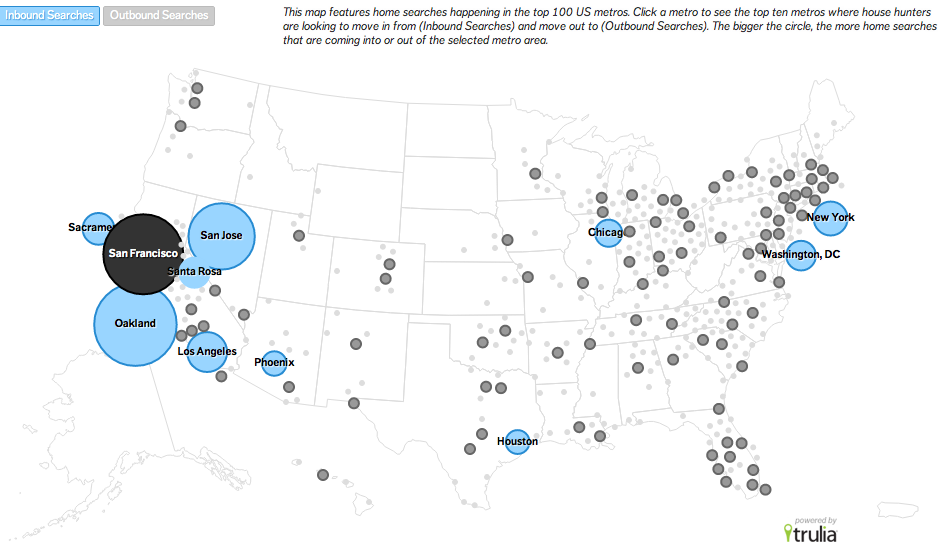 Inbound Searches
Outbound Searches
This map features home searches happening in the top 100 US metros. Click a metro to see the top ten metros where house hunters
are looking to move in from (Inbound Searches) and move out to (Outbound Searches). The bigger the circle, the more home searches
that are coming into or out of the selected metro area.
Sacrame
San Jose
San Francisco
Santa Rosa
Oakland
Los Angeles
Phoenix
Houston
Chicag
New York
Washington, DC
powered by
trulia